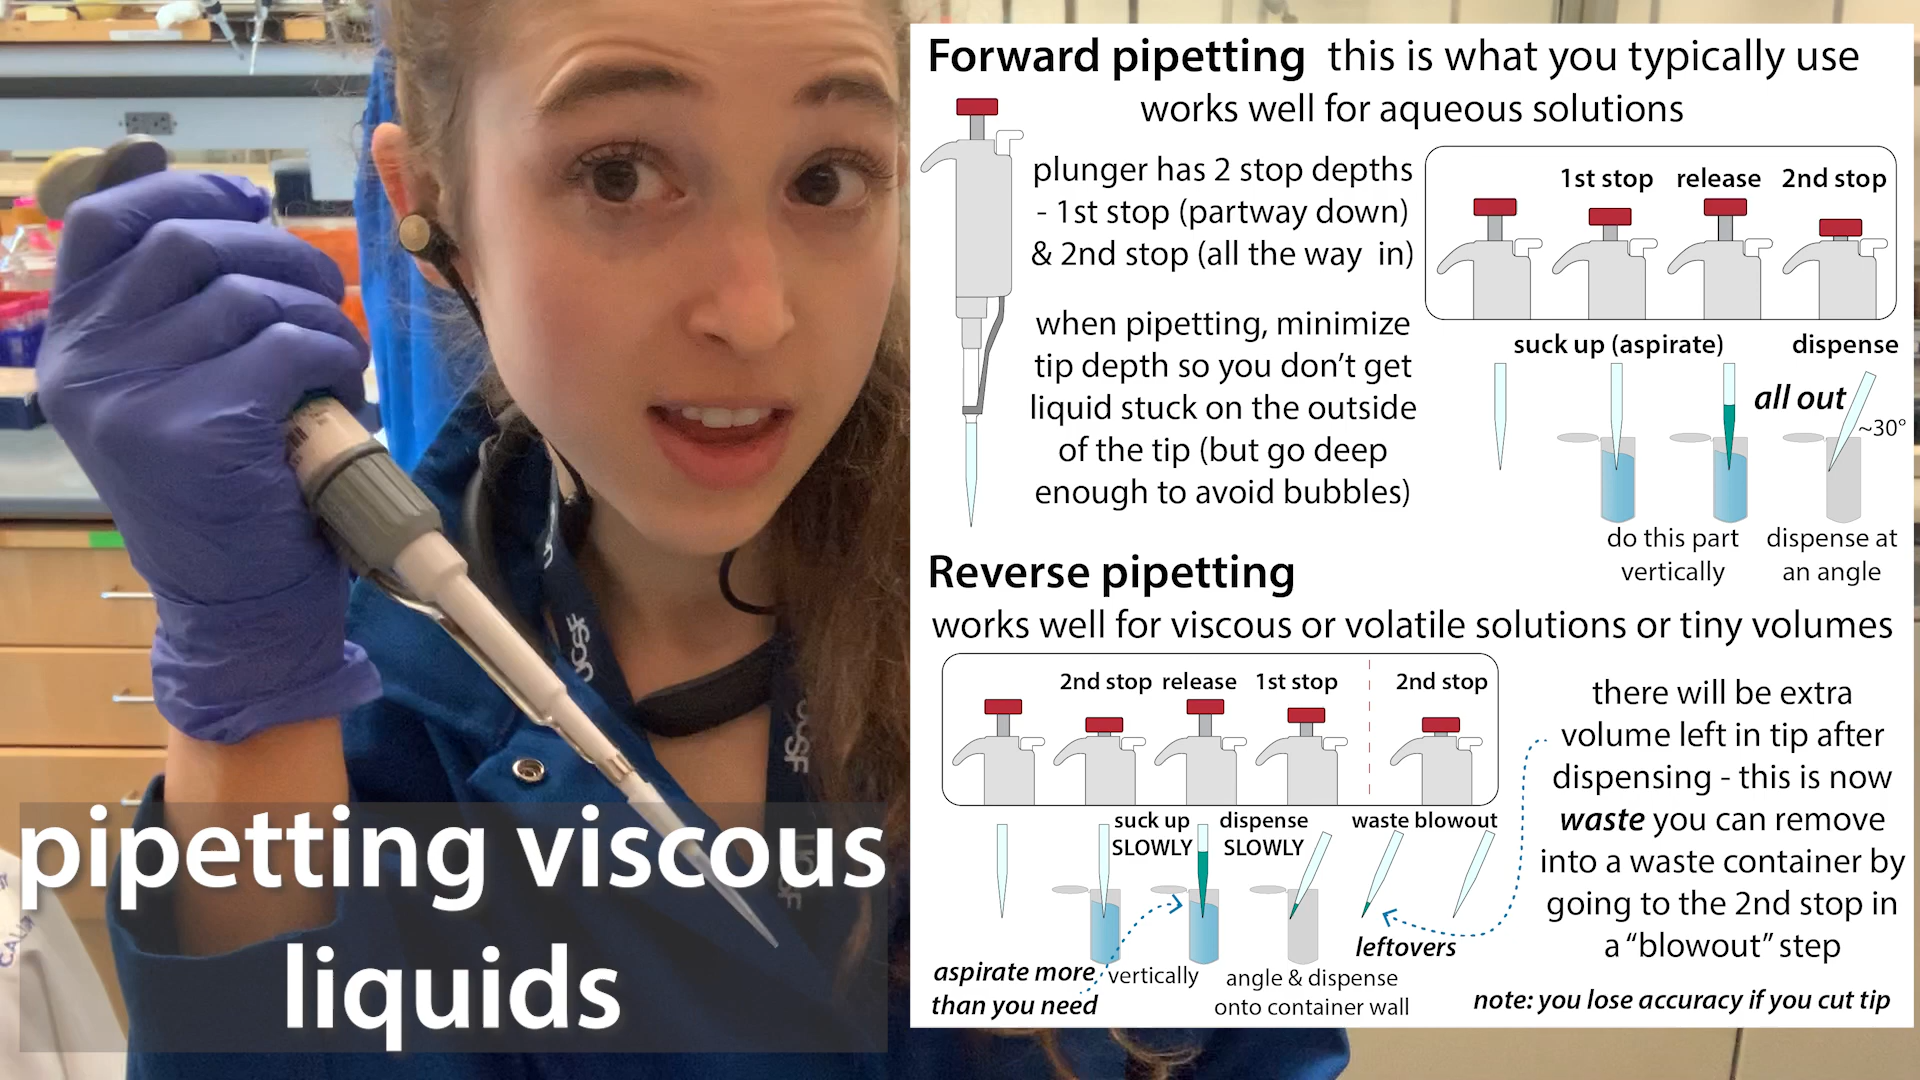 pipetting viscous
liquids
UCSF
UCSF
UCSF
Forward pipetting this is what you typically use
works well for aqueous solutions
plunger has 2 stop depths
- 1st stop (partway down)
& 2nd stop (all the way in)
when pipetting, minimize
tip depth so you don't get
liquid stuck on the outside
of the tip (but go deep
enough to avoid bubbles)
1st stop release 2nd stop
suck up (aspirate) dispense
all out
~30°
do this part
vertically
dispense at
an angle
Reverse pipetting
works well for viscous or volatile solutions or tiny volumes
2nd stop release 1st stop 2nd stop
suck up
SLOWLY
dispense
SLOWLY
waste blowout
leftovers
aspirate more
than you need
vertically
angle & dispense
onto container wall
there will be extra
volume left in tip after
dispensing - this is now
waste you can remove
into a waste container by
going to the 2nd stop in
a “blowout” step
note: you lose accuracy if you cut tip